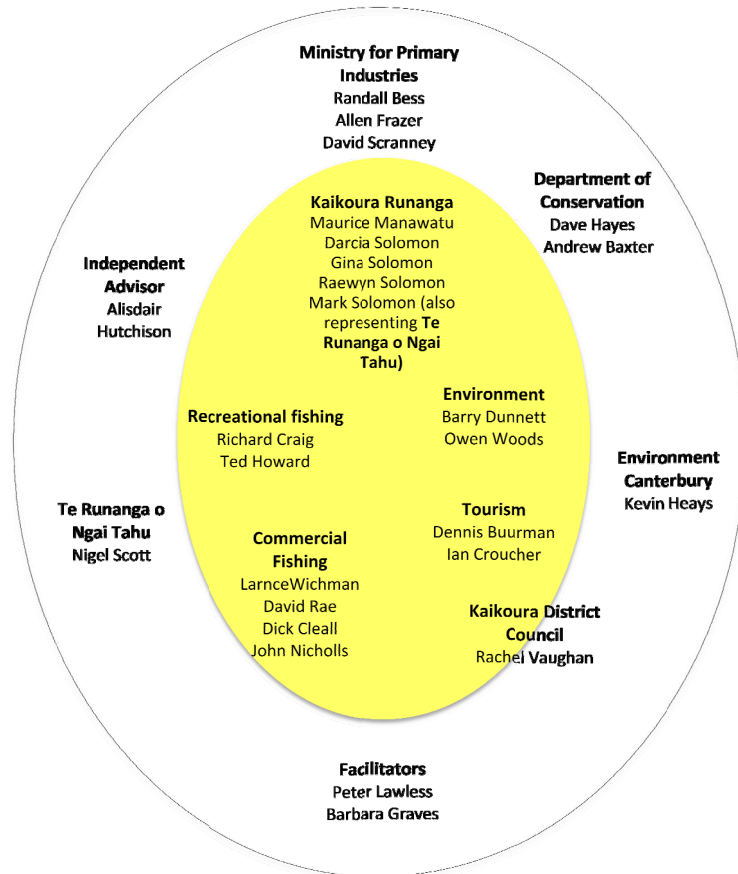 Ministry for Primary
Industries
Randall Bess
Allen Frazer
David Scranney
Department of
Conservation
Dave Hayes
Andrew Baxter
Kaikoura Runanga
Maurice Manawatu
Darcia Solomon
Gina Solomon
Raewyn Solomon
Mark Solomon (also
representing Te
Runanga o Ngai
Tahu)
Independent
Advisor
Alisdair
Hutchison
Recreational fishing
Richard Craig
Ted Howard
Environment
Barry Dunnett
Owen Woods
Environment
Canterbury
Kevin Heays
Te Runanga o
Ngai Tahu
Nigel Scott
Commercial
Fishing
LarnceWichman
David Rae
Dick Cleall
John Nicholls
Tourism
Dennis Buurman
Ian Croucher
Kaikoura District
Council
Rachel Vaughan
Facilitators
Peter Lawless
Barbara Graves